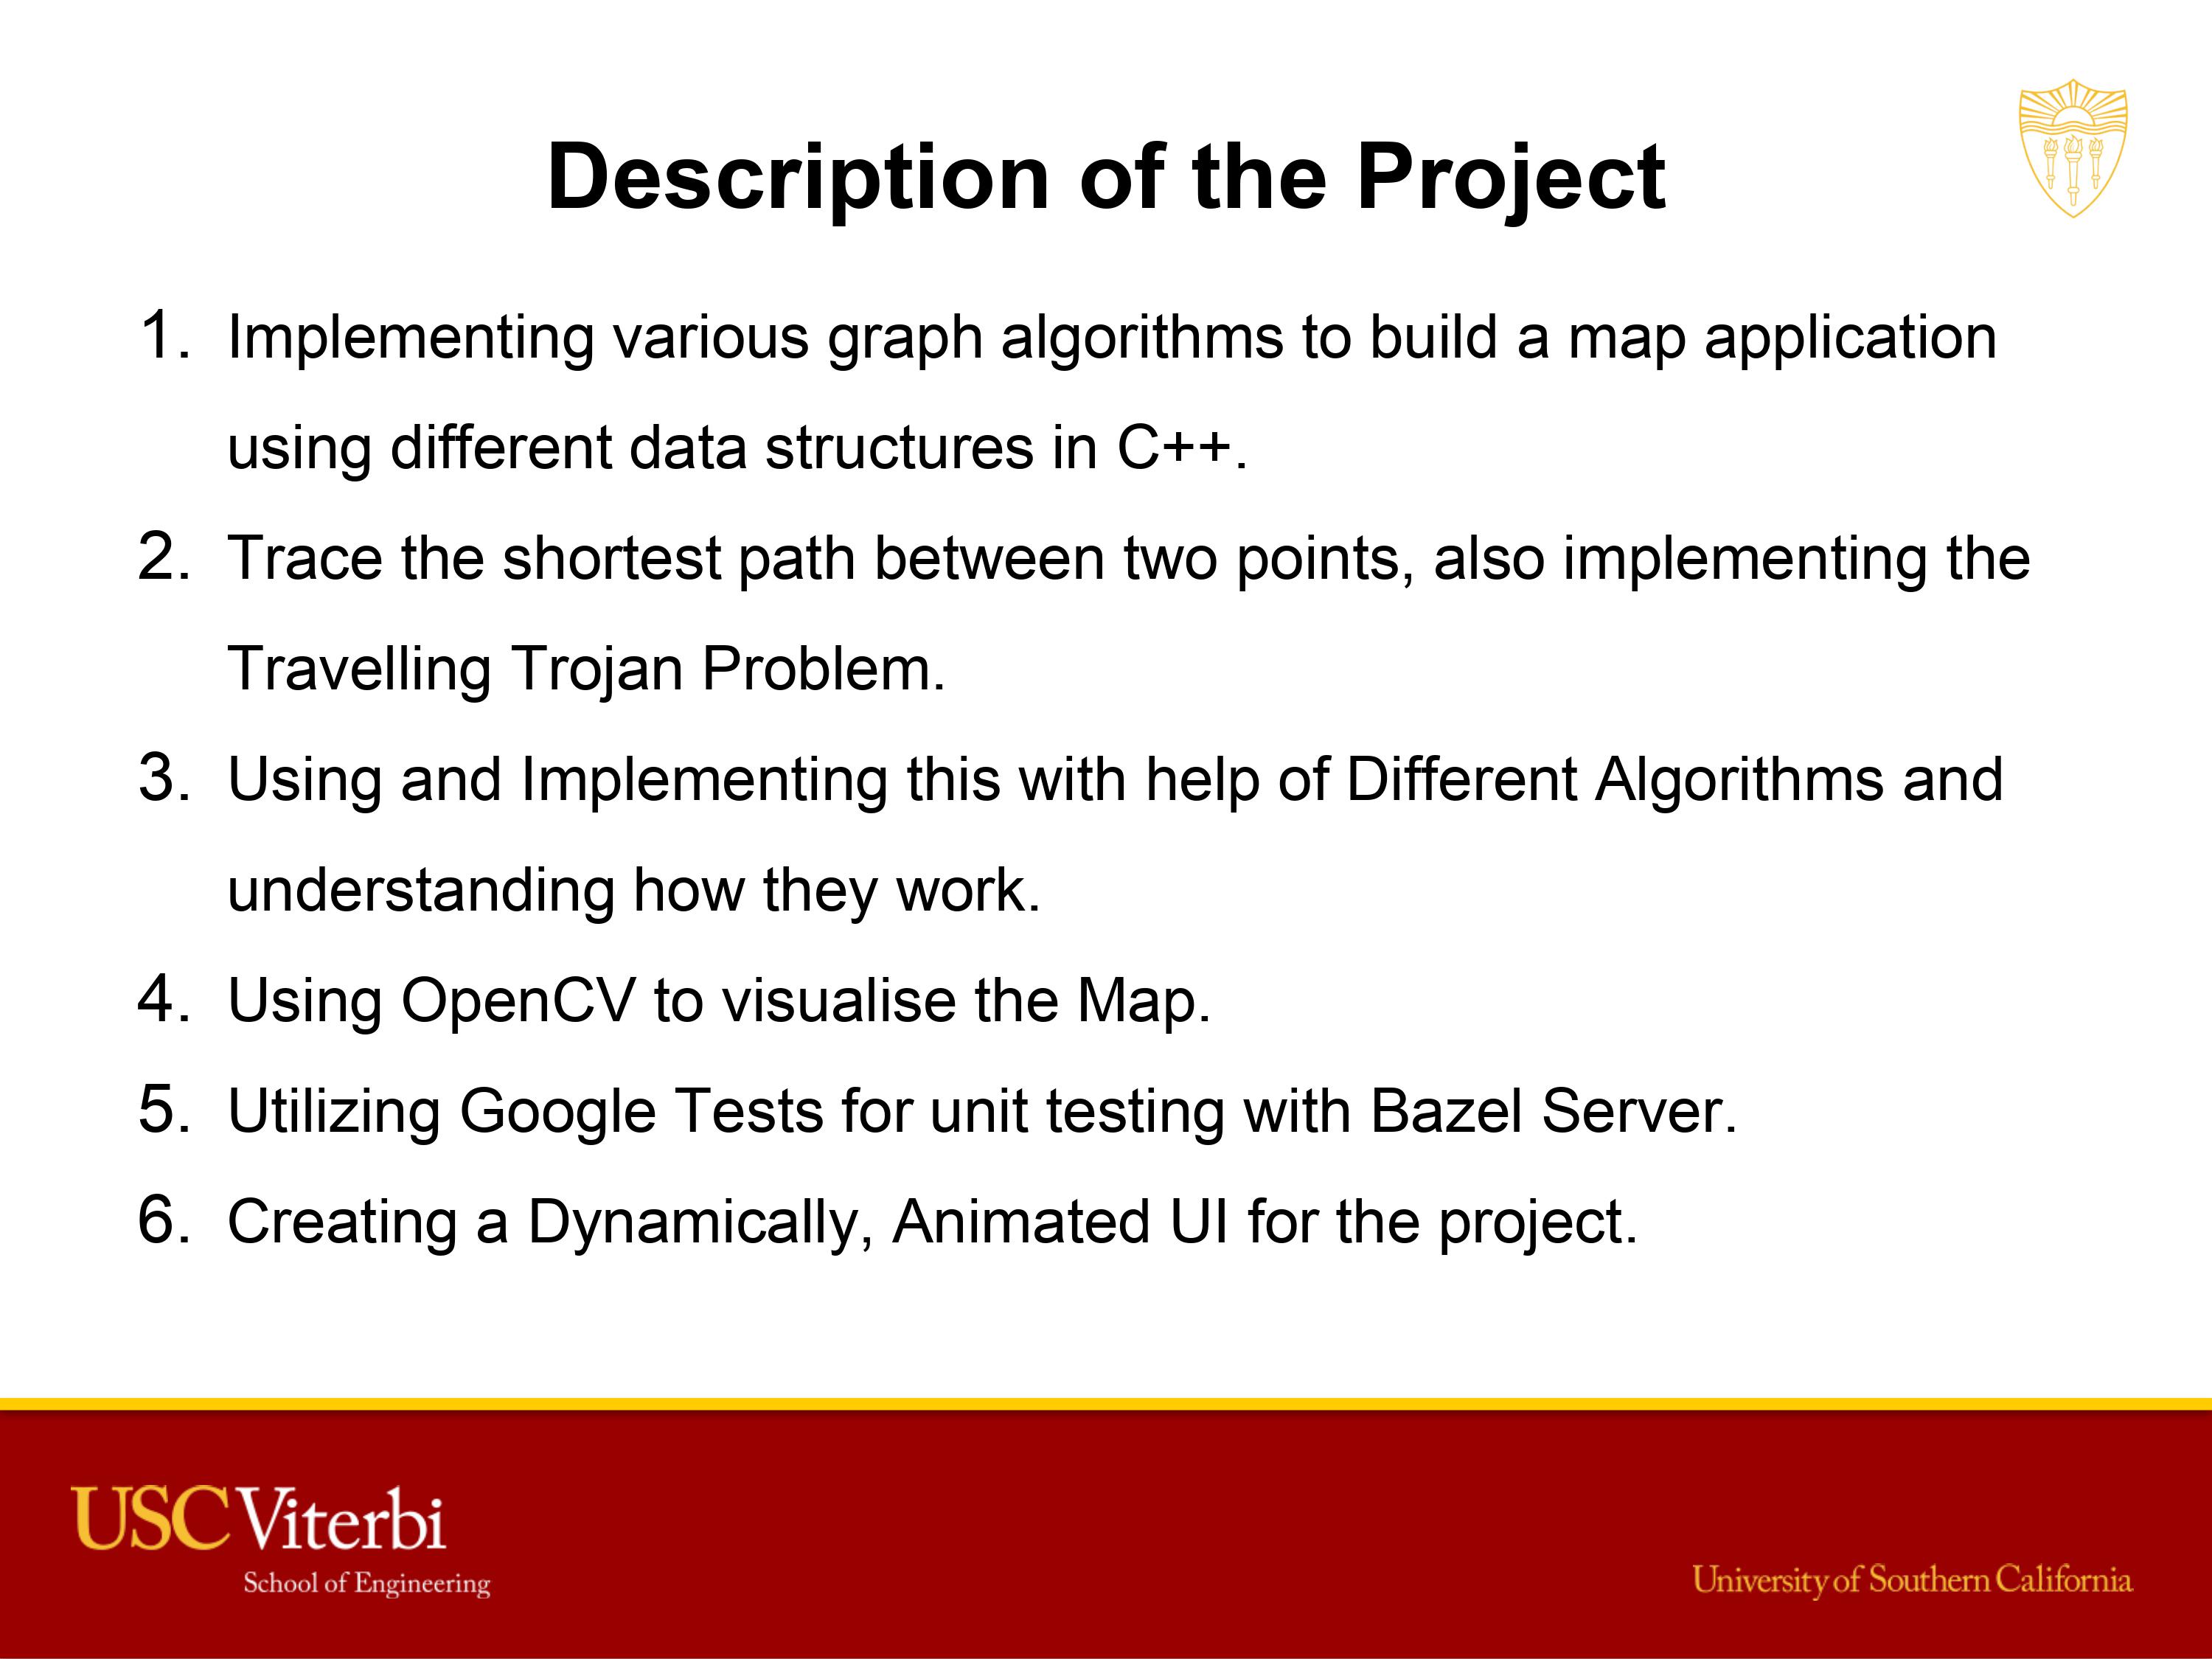 Description of the Project
1. Implementing various graph algorithms to build a map application
using different data structures in C++.
2. Trace the shortest path between two points, also implementing the
Travelling Trojan Problem.
3. Using and Implementing this with help of Different Algorithms and
understanding how they work.
4. Using OpenCV to visualise the Map.
5. Utilizing Google Tests for unit testing with Bazel Server.
6. Creating a Dynamically, Animated UI for the project.
USC Viterbi
School of Engineering
University of Southern California